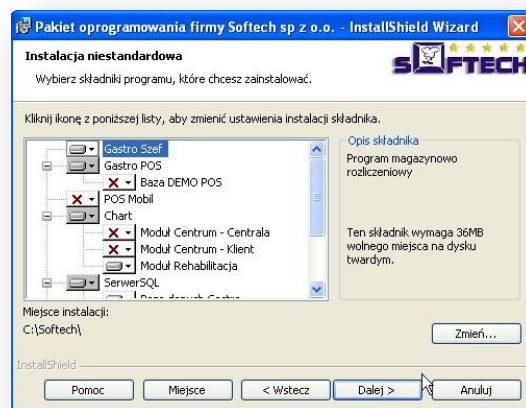 Pakiet oprogramowania firmy Softech sp z o.o. - InstallShield Wizard
Instalacja niestandardowa
Wybierz składniki programu, które chcesz zainstalować.
SOFTECH
Kliknij ikonę z poniższej listy, aby zmienić ustawienia instalacji składnika.
Gastro Szef
Gastro POS
Baza DEMO POS
POS Mobil
Chart
Moduł Centrum - Centrala
Moduł Centrum - Klient
Moduł Rehabilitacja
SerwerSQL
Baza danych Gastro
Opis składnika
Program magazynowo
rozliczeniowy
Ten składnik wymaga 36MB
wolnego miejsca na dysku
twardym.
Miejsce instalacji:
C:\Softech\
Zmień...
InstallShield
Pomoc
Miejsce
< Wstecz
Dalej >
Anuluj